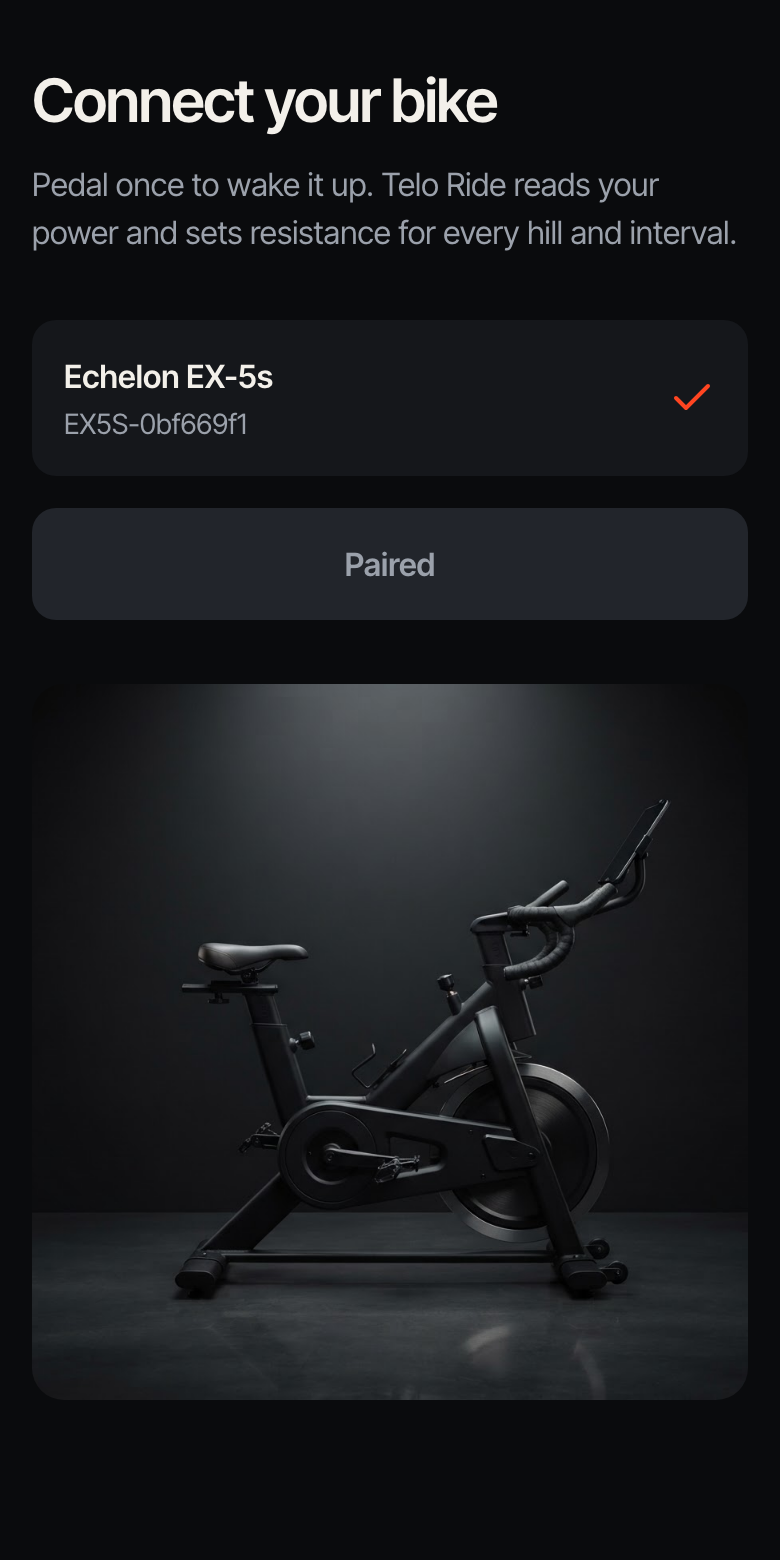 Connect your bike
Pedal once to wake it up. Telo Ride reads your
power and sets resistance for every hill and interval.
Echelon EX-5s
EX5S-0bf669f1
Paired